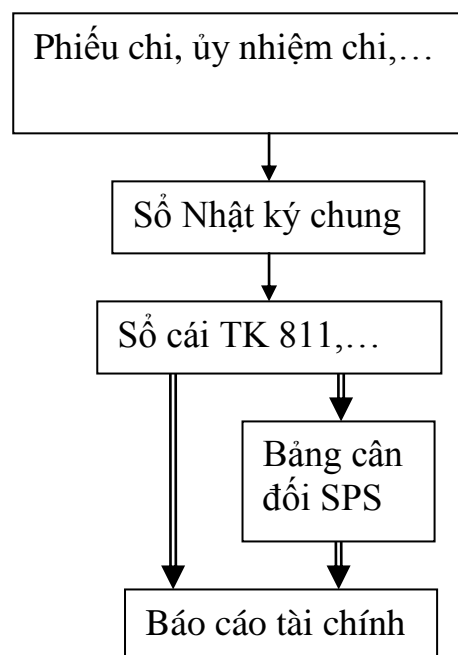 Phiếu chi, ủy nhiệm chi,…
Sổ Nhật ký chung
Sổ cái TK 811,…
Bảng cân
đối SPS
Báo cáo tài chính